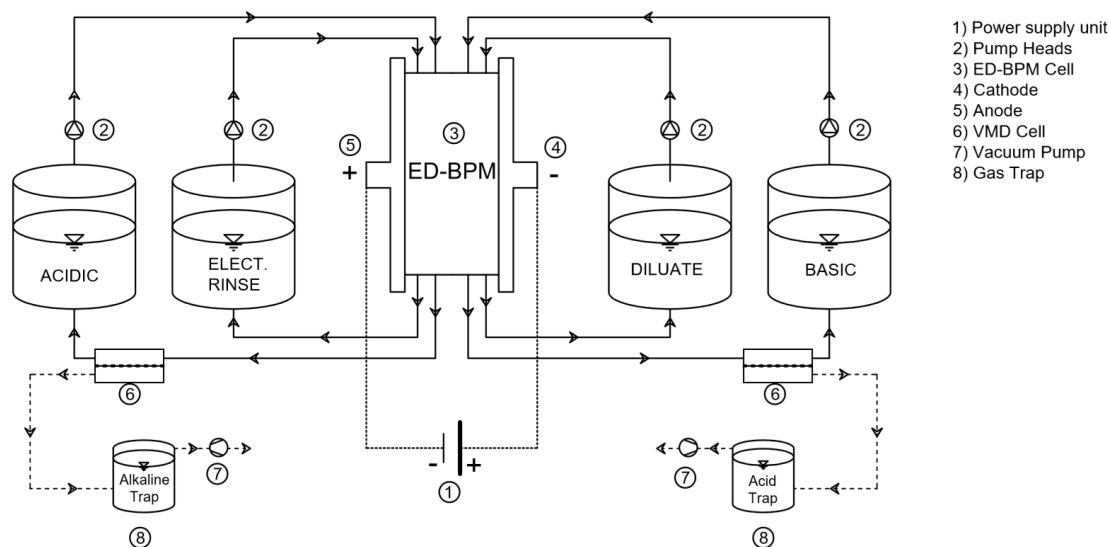 1) Power supply unit
2) Pump Heads
3) ED-BPM Cell
4) Cathode
5) Anode
6) VMD Cell
7) Vacuum Pump
8) Gas Trap
2
2
2
2
3
5
4
+
ED-BPM
-
ACIDIC
ELECT.
RINSE
DILUATE
BASIC
6
6
Alkaline
Trap
7
- +
1
7
Acid
Trap
8
8